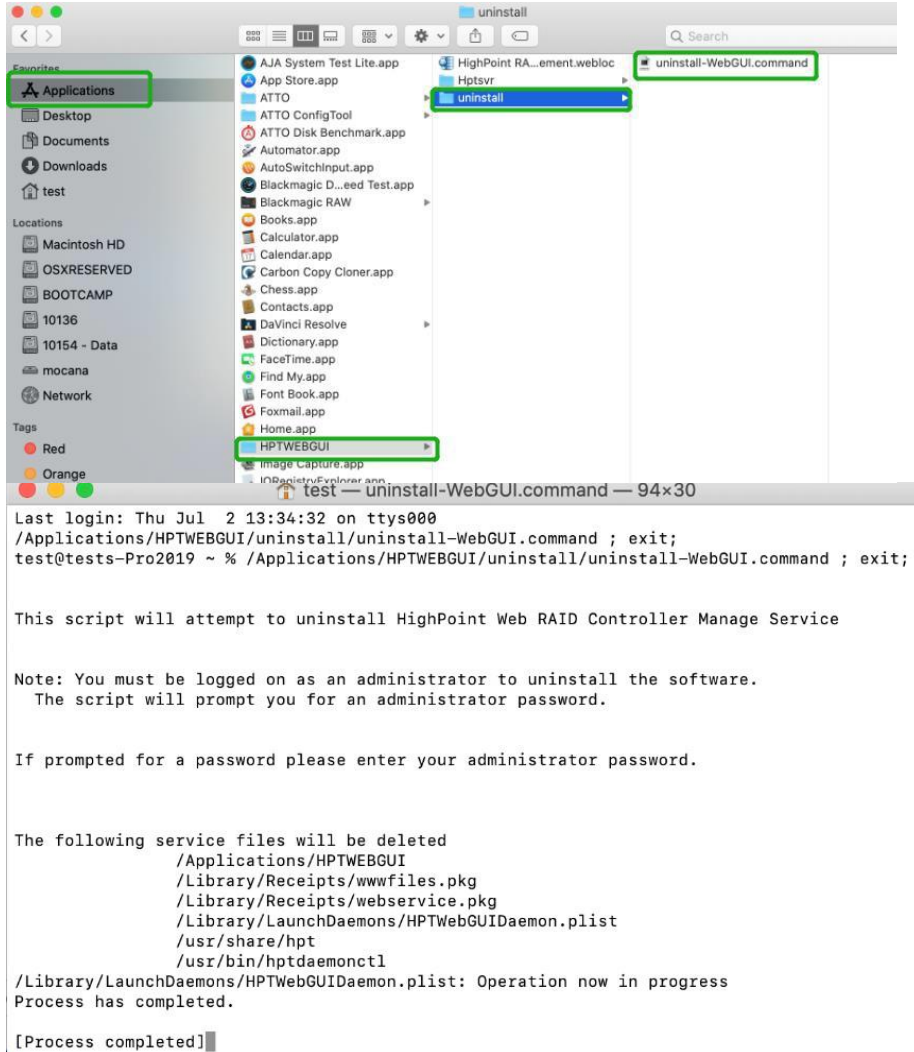 uninstall
Search
Favorites
Applications
Desktop
Documents
Downloads
test
Locations
Macintosh HD
OSXRESERVED
BOOTCAMP
10136
10154 - Data
mocana
Network
Tags
Red
Orange
AJA System Test Lite.app
App Store.app
ATTO
ATTO ConfigTool
ATTO Disk Benchmark.app
Automator.app
AutoSwitchInput.app
Blackmagic D...eed Test.app
Blackmagic RAW
Books.app
Calculator.app
Calendar.app
Carbon Copy Cloner.app
Chess.app
Contacts.app
DaVinci Resolve
Dictionary.app
FaceTime.app
Find My.app
Font Book.app
Foxmail.app
Home.app
HPTWEBGUI
Image Capture.app
IORegistryExplorer.app
HighPoint RA...ement.webloc
Hptsvr
uninstall
uninstall-WebGUI.command
test — uninstall-WebGUI.command — 94×30
Last login: Thu Jul  2 13:34:32 on ttys000
/Applications/HPTWEBGUI/uninstall/uninstall-WebGUI.command ; exit;
test@tests-Pro2019 ~ % /Applications/HPTWEBGUI/uninstall/uninstall-WebGUI.command ; exit;
This script will attempt to uninstall HighPoint Web RAID Controller Manage Service
Note: You must be logged on as an administrator to uninstall the software.
The script will prompt you for an administrator password.
If prompted for a password please enter your administrator password.
The following service files will be deleted
/Applications/HPTWEBGUI
/Library/Receipts/wwwfiles.pkg
/Library/Receipts/webservice.pkg
/Library/LaunchDaemons/HPTWebGUIDaemon.plist
/usr/share/hpt
/usr/bin/hptdaemonctl
/Library/LaunchDaemons/HPTWebGUIDaemon.plist: Operation now in progress
Process has completed.
[Process completed]